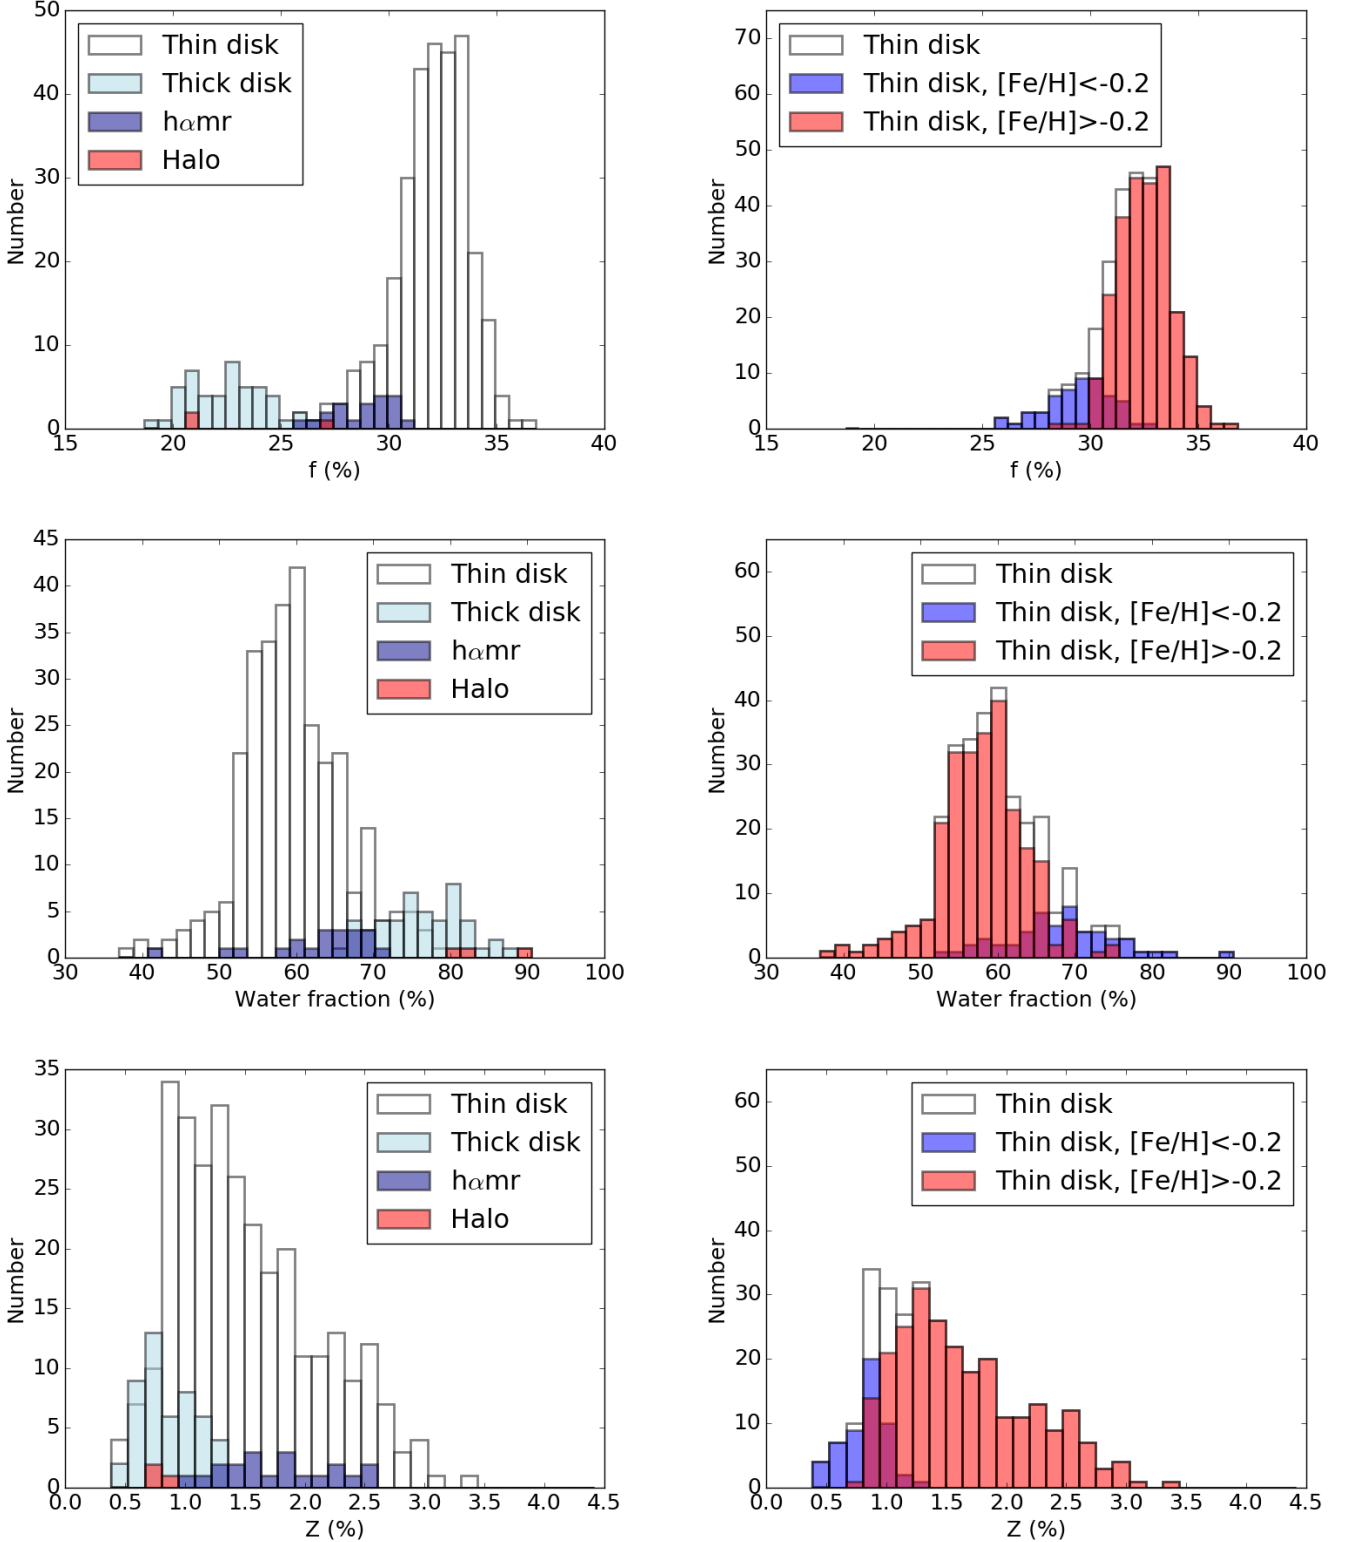 50
40
30
20
10
0
15 20 25 30 35 40
Number
f (%)
Thin disk
Thick disk
hαmr
Halo
70
60
50
40
30
20
10
0
15 20 25 30 35 40
Number
f (%)
Thin disk
Thin disk, [Fe/H]<-0.2
Thin disk, [Fe/H]>-0.2
45
40
35
30
25
20
15
10
5
0
30 40 50 60 70 80 90 100
Number
Water fraction (%)
Thin disk
Thick disk
hαmr
Halo
60
50
40
30
20
10
0
30 40 50 60 70 80 90 100
Number
Water fraction (%)
Thin disk
Thin disk, [Fe/H]<-0.2
Thin disk, [Fe/H]>-0.2
35
30
25
20
15
10
5
0
0.0 0.5 1.0 1.5 2.0 2.5 3.0 3.5 4.0 4.5
Number
Z (%)
Thin disk
Thick disk
hαmr
Halo
60
50
40
30
20
10
0
0.0 0.5 1.0 1.5 2.0 2.5 3.0 3.5 4.0 4.5
Number
Z (%)
Thin disk
Thin disk, [Fe/H]<-0.2
Thin disk, [Fe/H]>-0.2